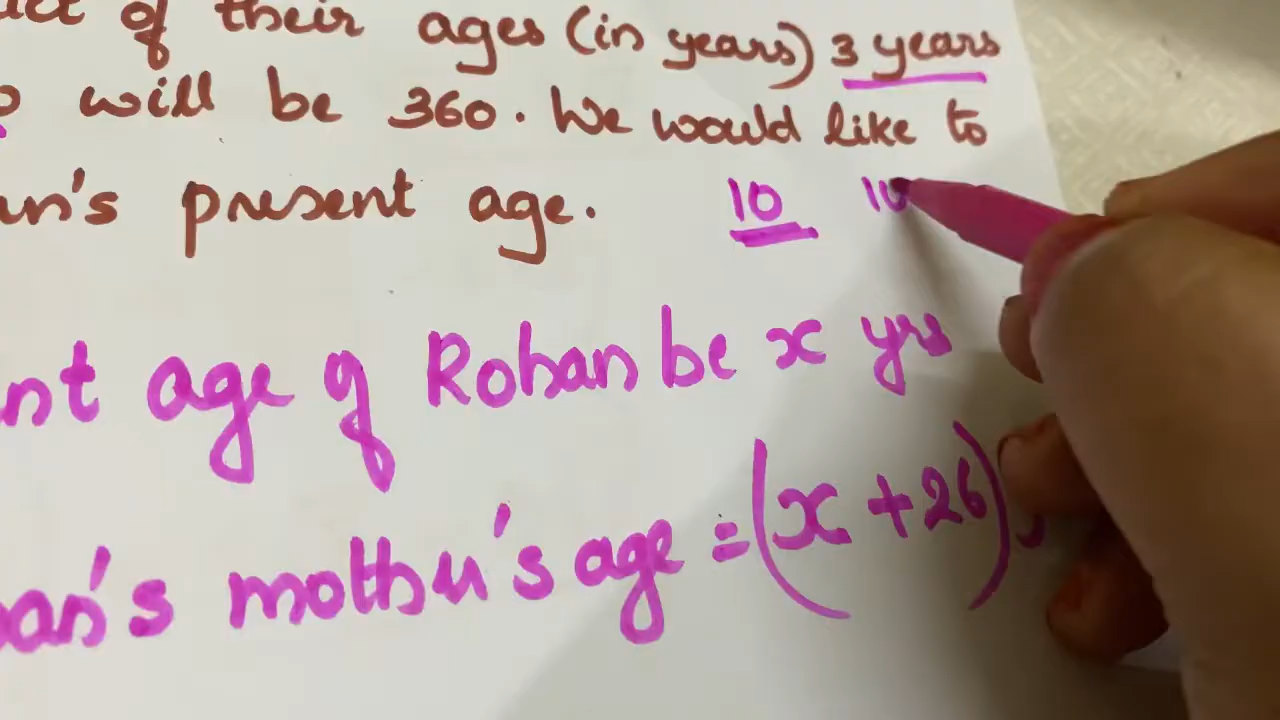 of their ages (in years) 3 years
will be 360. We would like to
present age. 10 10
age of Rohan be x yrs
mother's age = (x + 26)